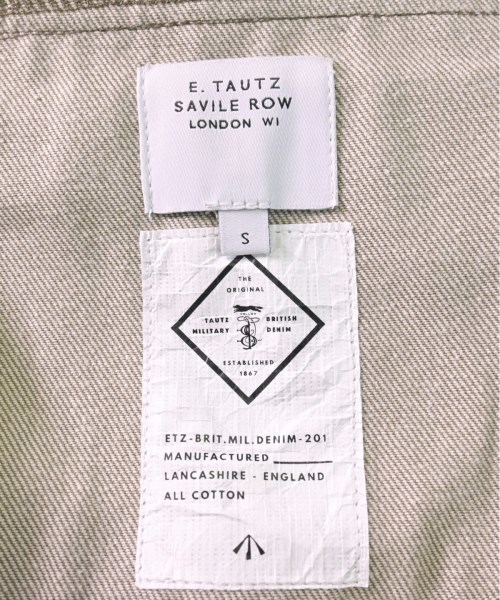 E. TAUTZ
SAVILE ROW
LONDON W1
S
THE
ORIGINAL
TAUTZ BRITISH
MILITARY DENIM
ESTABLISHED
1867
ETZ-BRIT.MIL.DENIM-201
MANUFACTURED
LANCASHIRE - ENGLAND
ALL COTTON